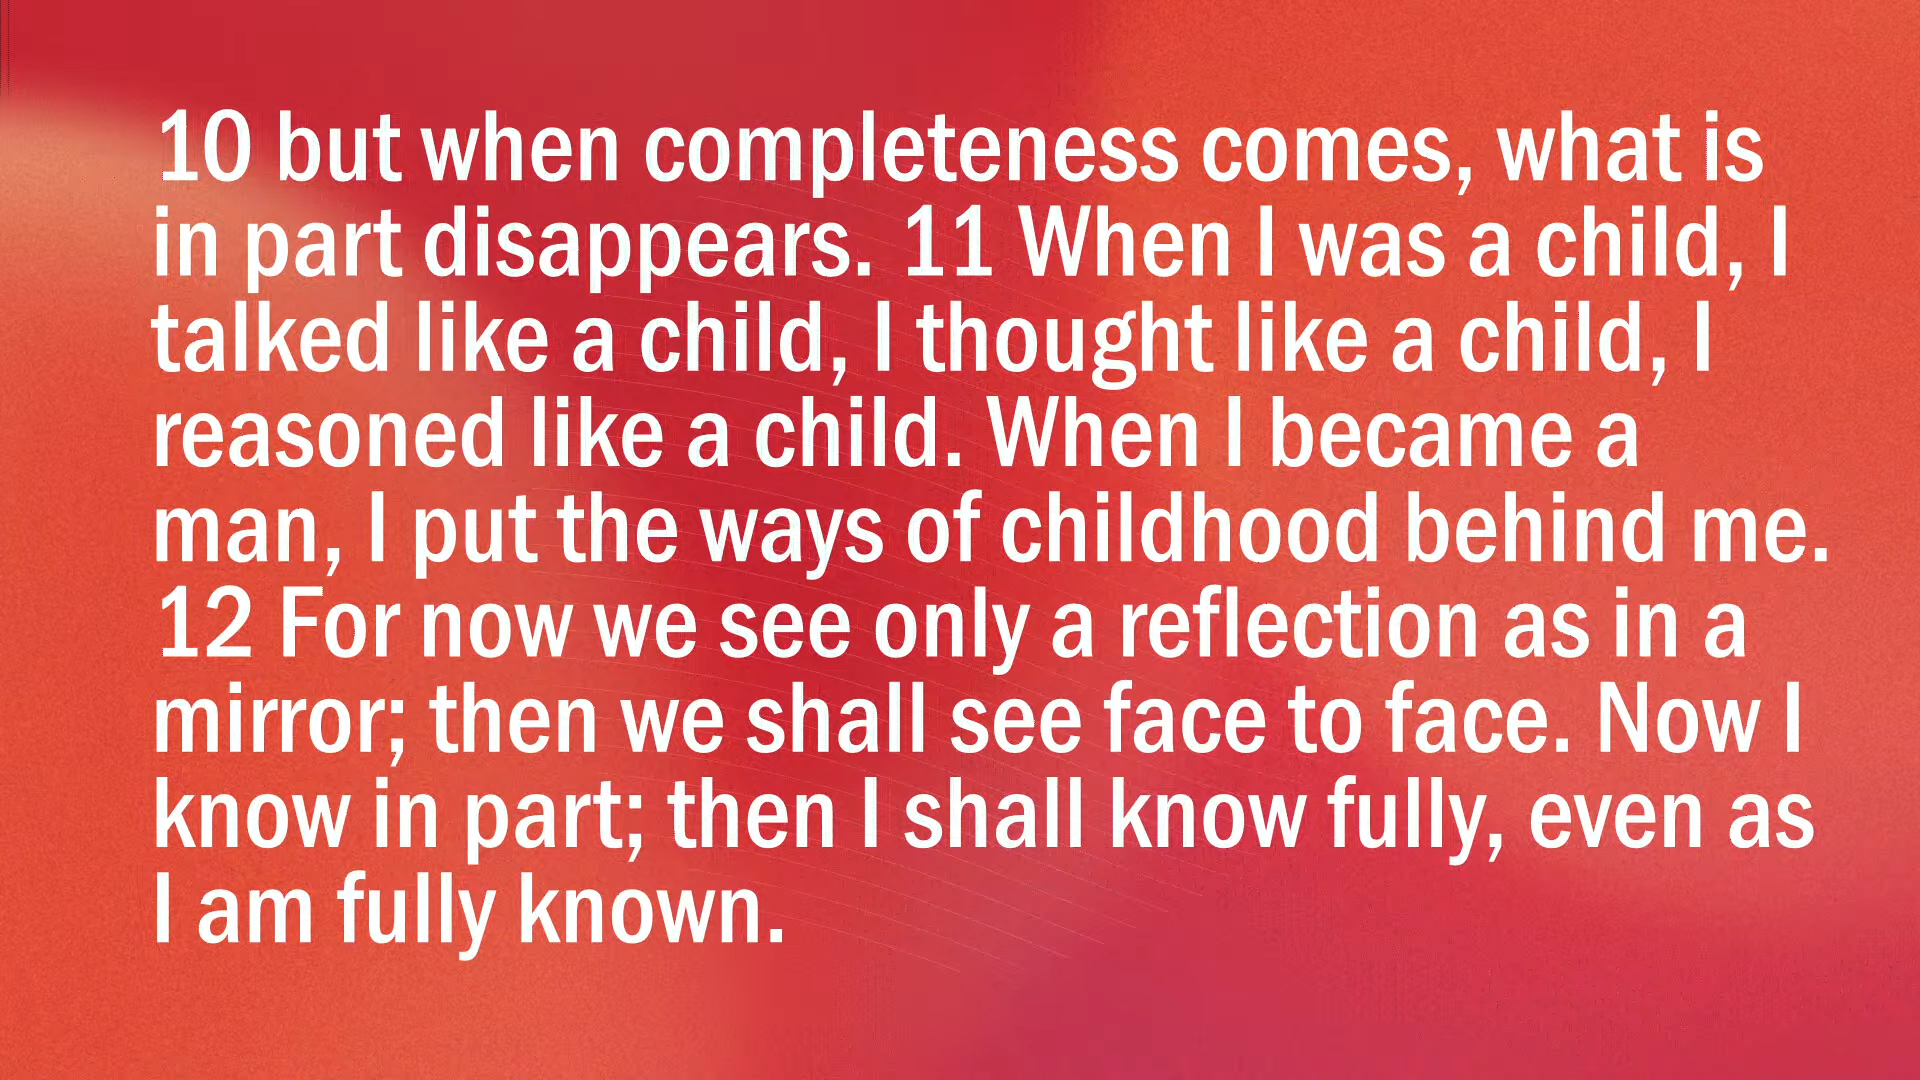 10 but when completeness comes, what is
in part disappears. 11 When I was a child, I
talked like a child, I thought like a child, I
reasoned like a child. When I became a
man, I put the ways of childhood behind me.
12 For now we see only a reflection as in a
mirror; then we shall see face to face. Now I
know in part; then I shall know fully, even as
I am fully known.